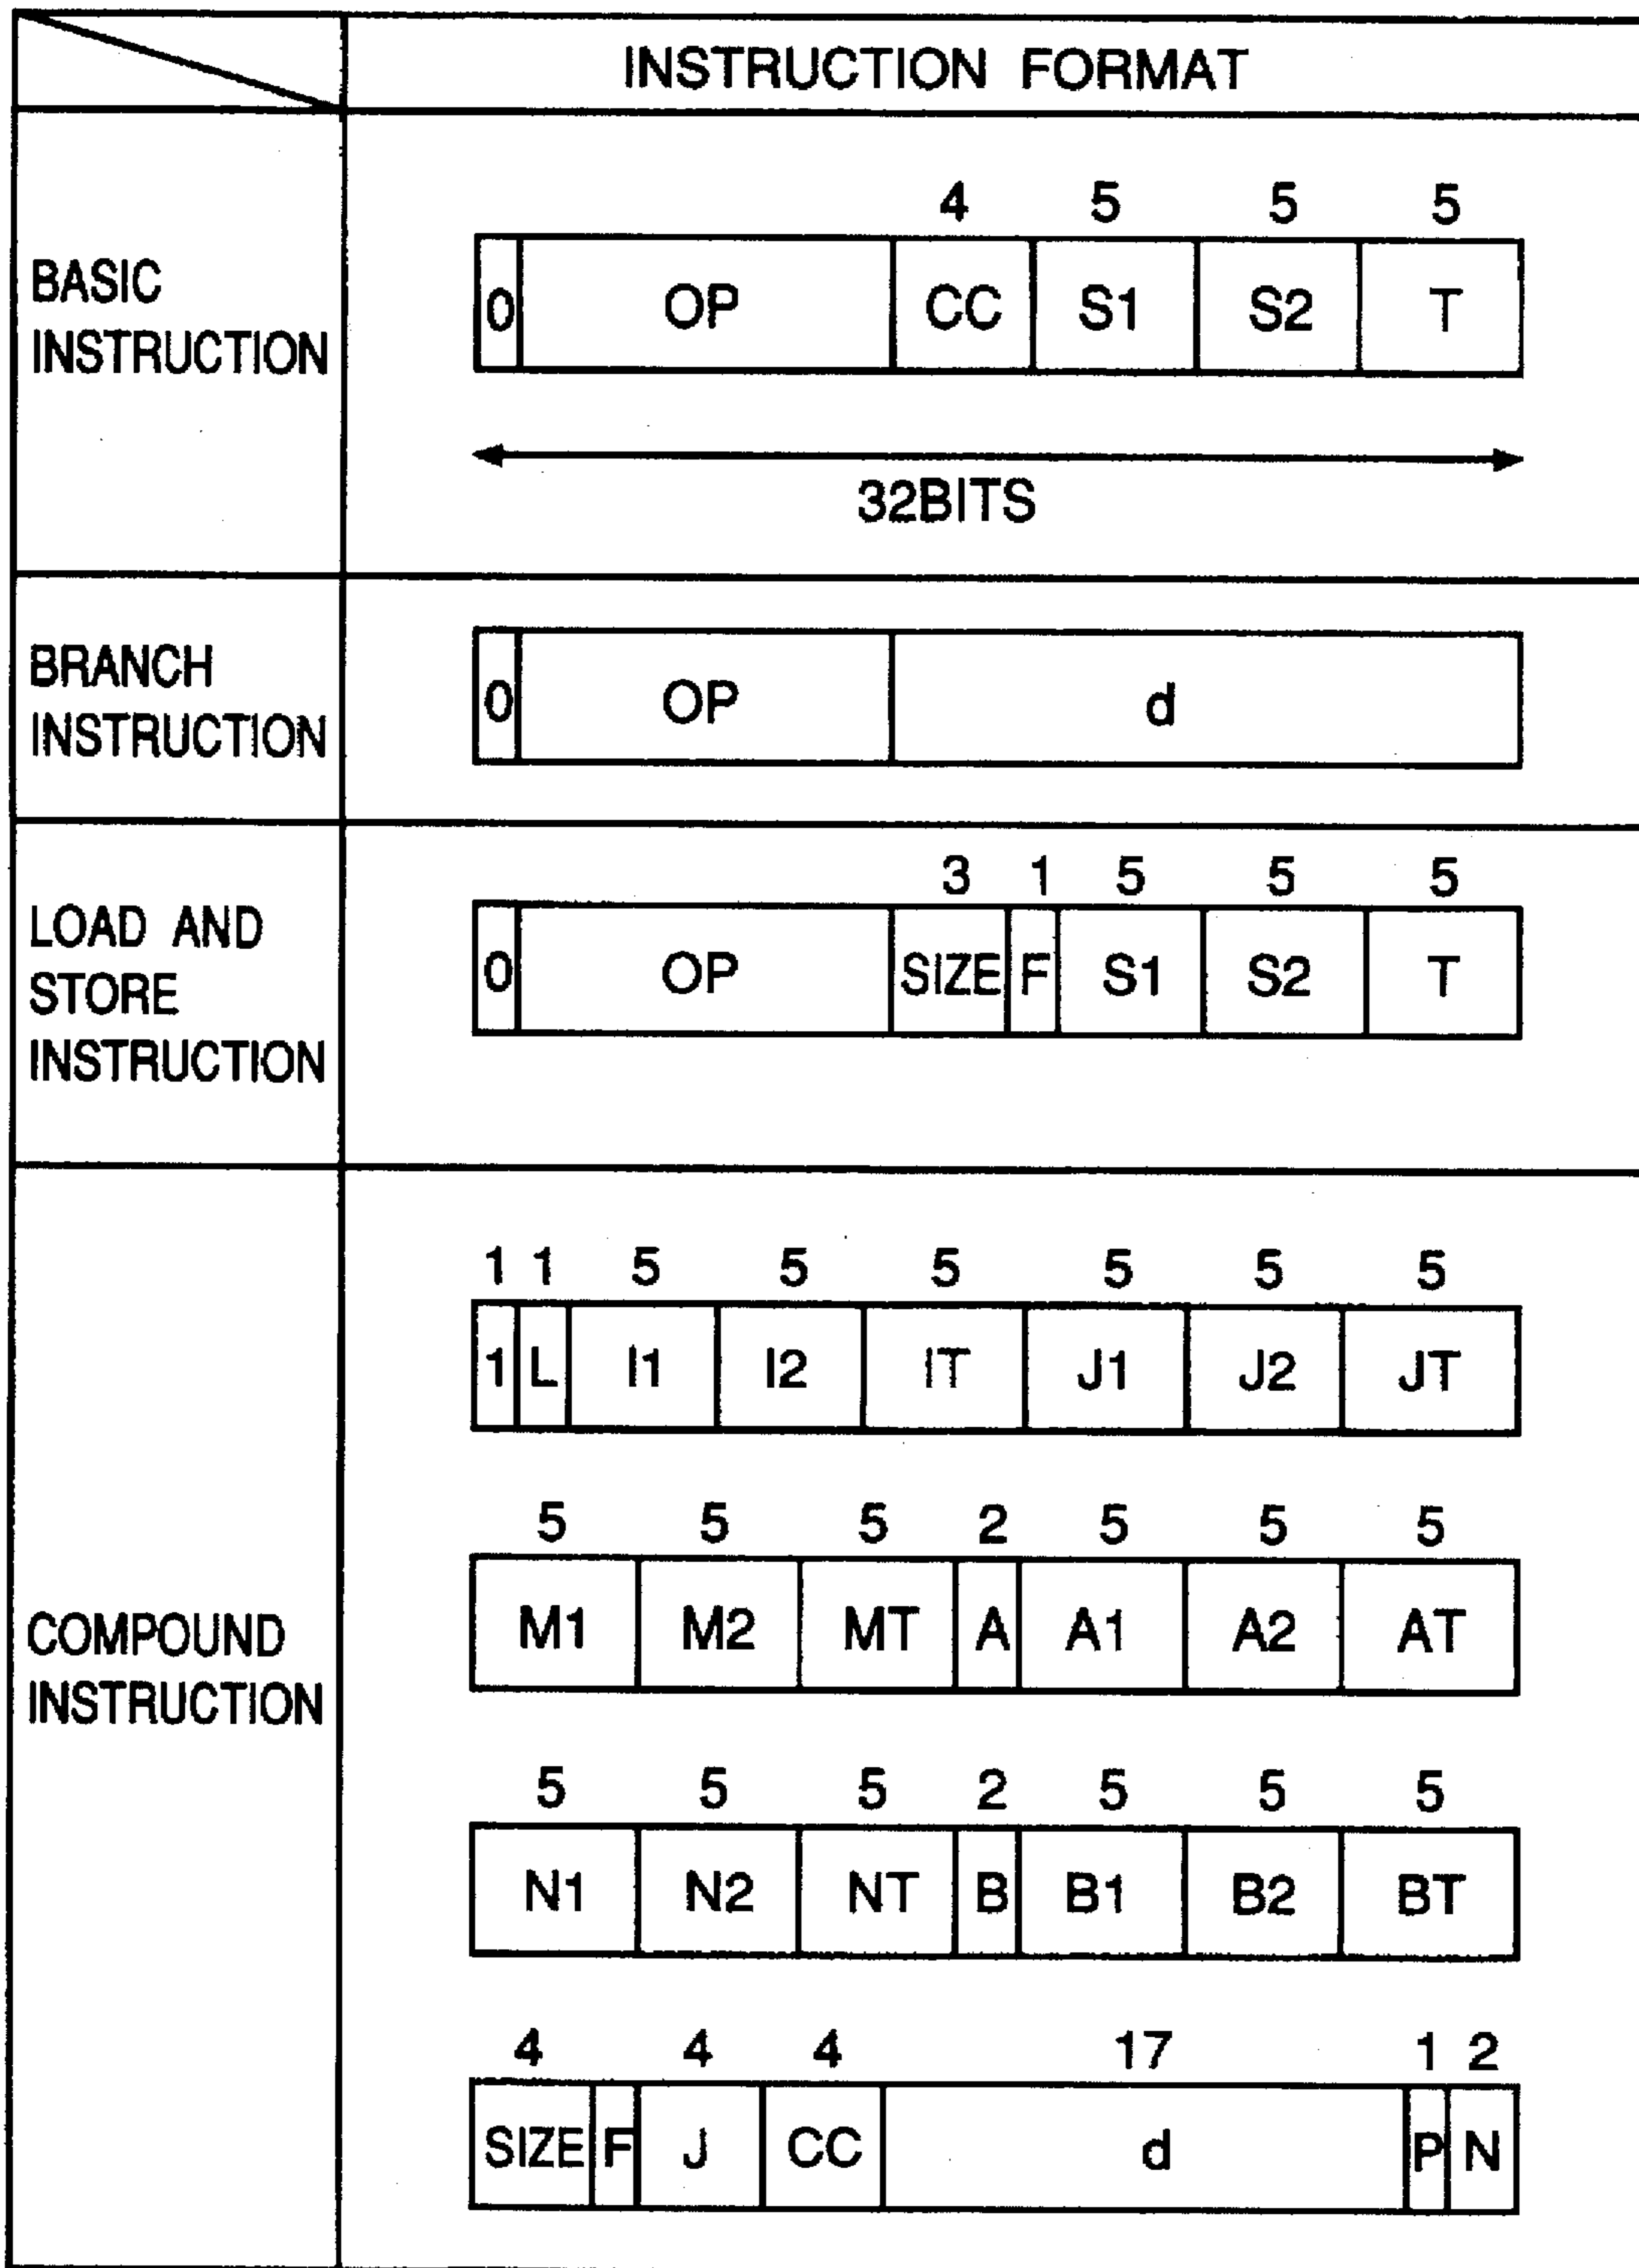 INSTRUCTION FORMAT
BASIC
INSTRUCTION
4 5 5 5
0 OP CC S1 S2 T
32BITS
BRANCH
INSTRUCTION
0 OP d
LOAD AND
STORE
INSTRUCTION
3 1 5 5 5
0 OP SIZE F S1 S2 T
COMPOUND
INSTRUCTION
1 1 5 5 5 5 5 5
1 L I1 I2 IT J1 J2 JT
5 5 5 2 5 5 5
M1 M2 MT A A1 A2 AT
5 5 5 2 5 5 5
N1 N2 NT B B1 B2 BT
4 4 4 17 1 2
SIZE F J CC d P N